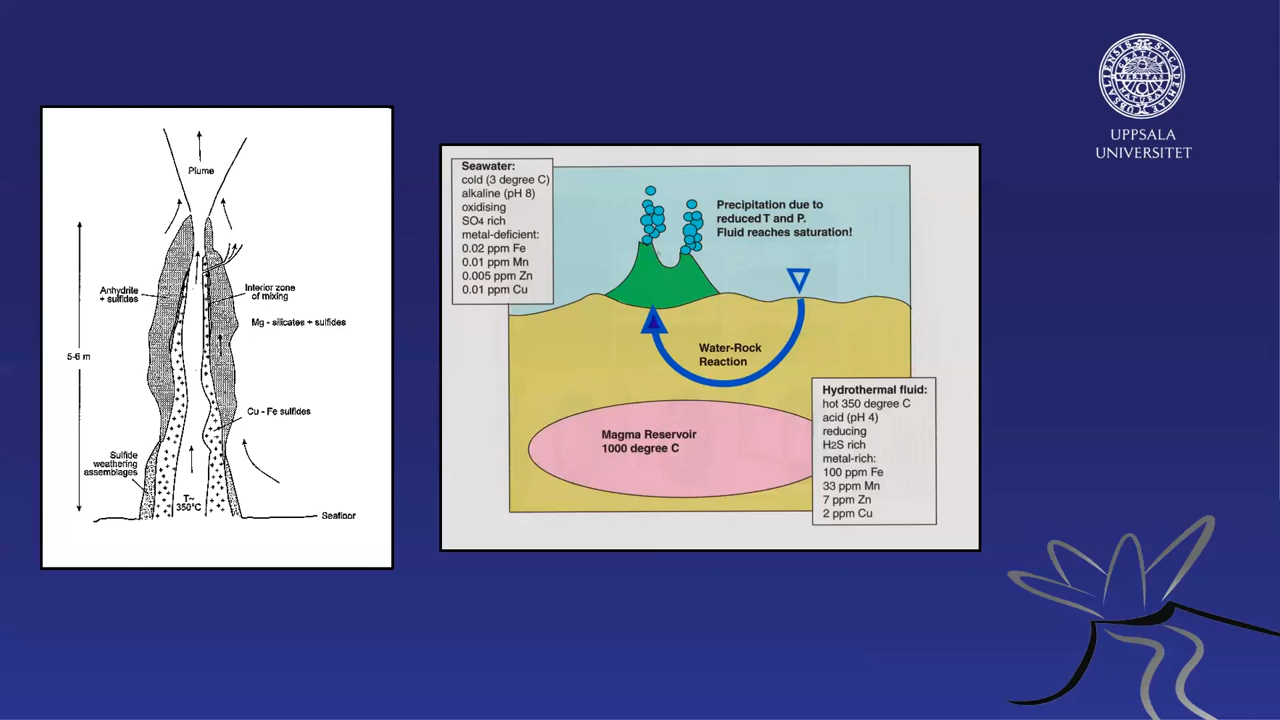 Plume
Anhydrite
+ sulfides
Interior zone
of mixing
Mg - silicates + sulfides
5-6 m
Cu - Fe sulfides
Sulfide
weathering
assemblages
T~
350°C
Seafloor
Seawater:
cold (3 degree C)
alkaline (pH 8)
oxidising
SO4 rich
metal-deficient:
0.02 ppm Fe
0.01 ppm Mn
0.005 ppm Zn
0.01 ppm Cu
Precipitation due to
reduced T and P.
Fluid reaches saturation!
Water-Rock
Reaction
Magma Reservoir
1000 degree C
Hydrothermal fluid:
hot 350 degree C
acid (pH 4)
reducing
H2S rich
metal-rich:
100 ppm Fe
33 ppm Mn
7 ppm Zn
2 ppm Cu
GRATIAE
VERITAS
NATURAE
UPPSALA
UNIVERSITET